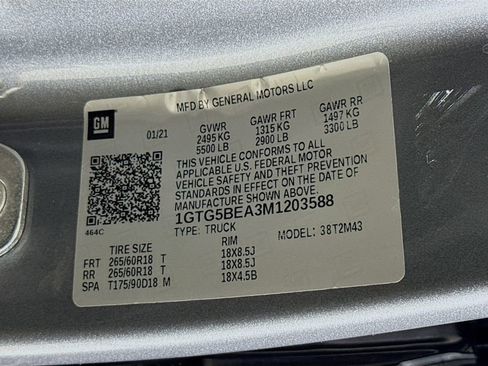 MFD BY GENERAL MOTORS LLC
GM
01/21
GVWR GAWR FRT GAWR RR
2495 KG 1315 KG 1497 KG
5500 LB 2900 LB 3300 LB
THIS VEHICLE CONFORMS TO ALL
APPLICABLE U.S. FEDERAL MOTOR
VEHICLE SAFETY AND THEFT PREVENTION
STANDARDS IN EFFECT ON THE DATE OF
MANUFACTURE SHOWN ABOVE.
1GTG5BEA3M1203588
464C
TYPE: TRUCK MODEL: 38T2M43
TIRE SIZE RIM
FRT 265/60R18 T 18X8.5J
RR 265/60R18 T 18X8.5J
SPA T175/90D18 M 18X4.5B